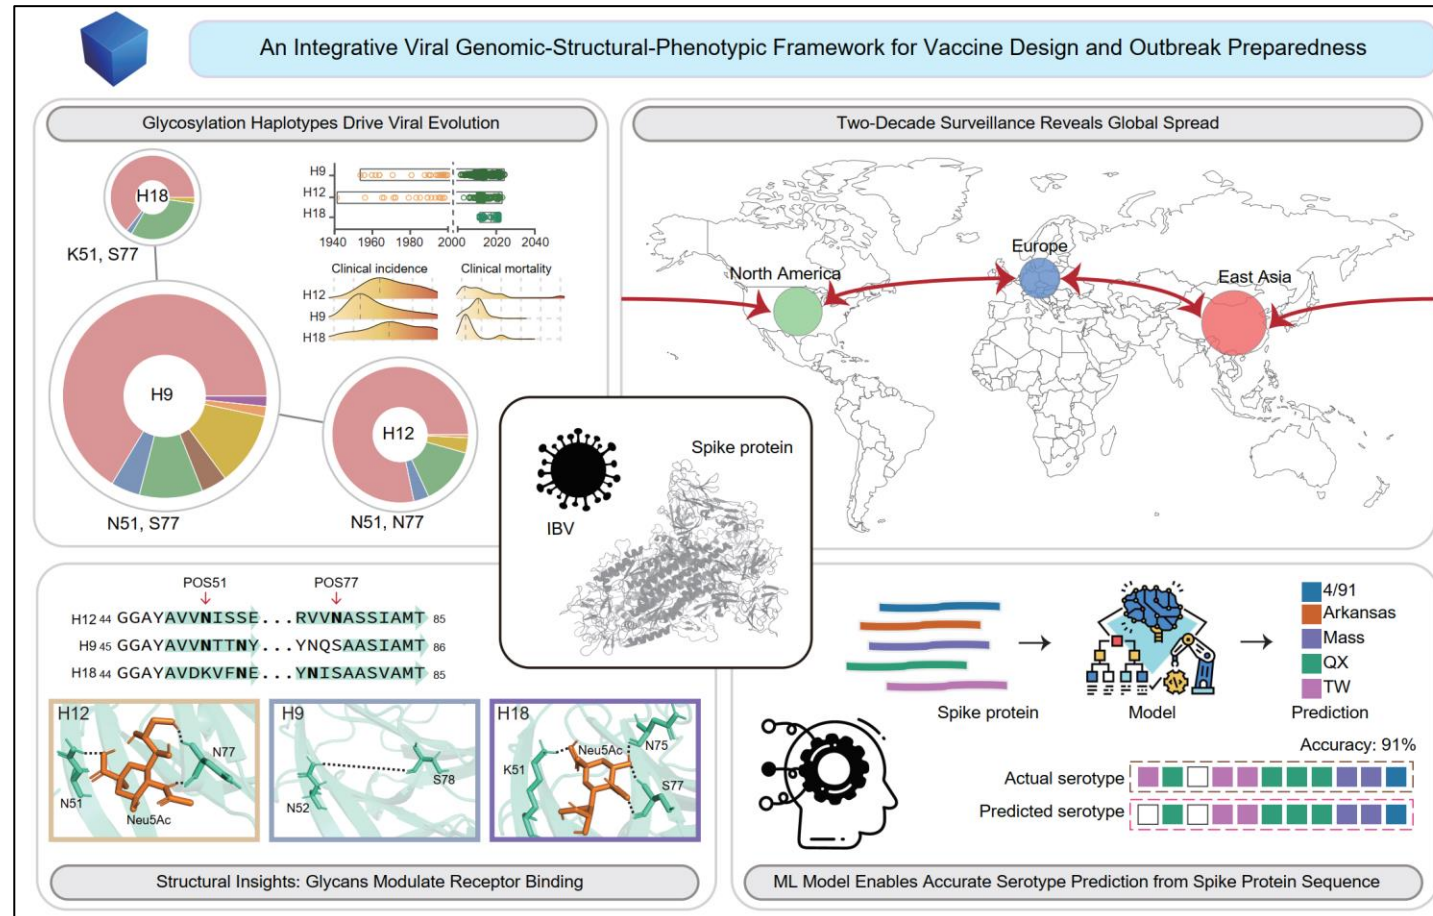 An Integrative Viral Genomic-Structural-Phenotypic Framework for Vaccine Design and Outbreak Preparedness
Glycosylation Haplotypes Drive Viral Evolution
H18
K51, S77
H9
N51, S77
H12
N51, N77
H9
H12
H18
1940 1960 1980 2000 2020 2040
Clinical incidence Clinical mortality
H12
H9
H18
Two-Decade Surveillance Reveals Global Spread
North America
Europe
East Asia
Spike protein
IBV
POS51 POS77
H12 44 GGAYAVVNISSE...RVVNASSIAMT 85
H9 45 GGAYAVVNTTNY...YNQSAASIAMT 86
H18 44 GGAYAVDKVFNE...YNISAASVAMT 85
H12
N77
N51
Neu5Ac
H9
S78
N52
H18
Neu5Ac
N75
K51
S77
Structural Insights: Glycans Modulate Receptor Binding
Spike protein
Model
Prediction
4/91
Arkansas
Mass
QX
TW
Accuracy: 91%
Actual serotype
Predicted serotype
ML Model Enables Accurate Serotype Prediction from Spike Protein Sequence